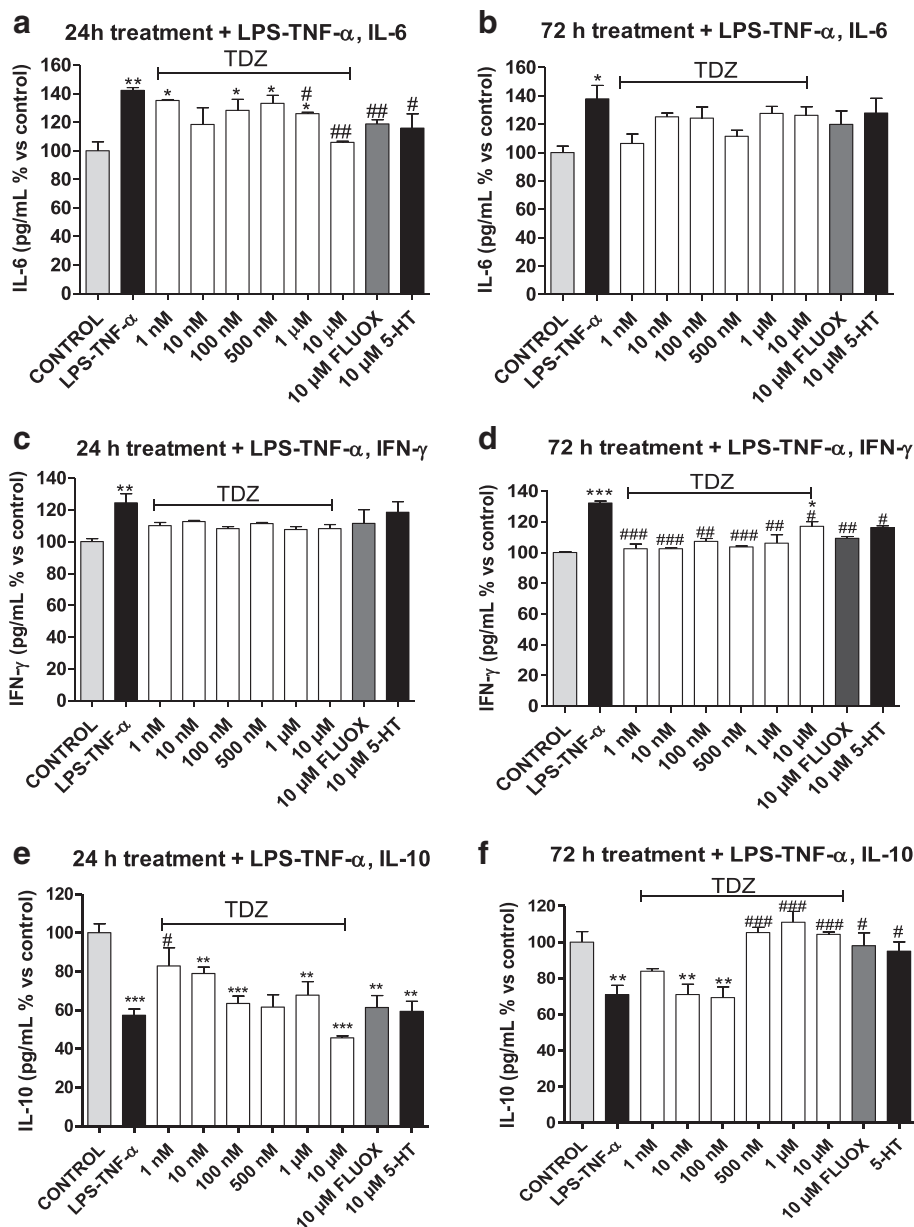 a
24h treatment + LPS-TNF-α, IL-6
TDZ
IL-6 (pg/mL % vs control)
160
140
120
100
80
60
40
20
0
** * * * # * ## ## #
CONTROL
LPS-TNF-α
1 nM
10 nM
100 nM
500 nM
1 μM
10 μM
10 μM FLUOX
10 μM 5-HT
b
72 h treatment + LPS-TNF-α, IL-6
TDZ
IL-6 (pg/mL % vs control)
160
140
120
100
80
60
40
20
0
*
CONTROL
LPS-TNF-α
1 nM
10 nM
100 nM
500 nM
1 μM
10 μM
10 μM FLUOX
10 μM 5-HT
c
24 h treatment + LPS-TNF-α, IFN-γ
TDZ
IFN-γ (pg/mL % vs control)
140
120
100
80
60
40
20
0
**
CONTROL
LPS-TNF-α
1 nM
10 nM
100 nM
500 nM
1 μM
10 μM
10 μM FLUOX
10 μM 5-HT
d
72 h treatment + LPS-TNF-α, IFN-γ
TDZ
IFN-γ (pg/mL % vs control)
140
120
100
80
60
40
20
0
*** ### ### ## ### ## * # ## #
CONTROL
LPS-TNF-α
1 nM
10 nM
100 nM
500 nM
1 μM
10 μM
10 μM FLUOX
10 μM 5-HT
e
24 h treatment + LPS-TNF-α, IL-10
TDZ
IL-10 (pg/mL % vs control)
120
100
80
60
40
20
0
*** # ** *** ** *** ** **
CONTROL
LPS-TNF-α
1 nM
10 nM
100 nM
500 nM
1 μM
10 μM
10 μM FLUOX
10 μM 5-HT
f
72 h treatment + LPS-TNF-α, IL-10
TDZ
IL-10 (pg/mL % vs control)
120
100
80
60
40
20
0
** ** ** ### ### ### # #
CONTROL
LPS-TNF-α
1 nM
10 nM
100 nM
500 nM
1 μM
10 μM
10 μM FLUOX
5-HT